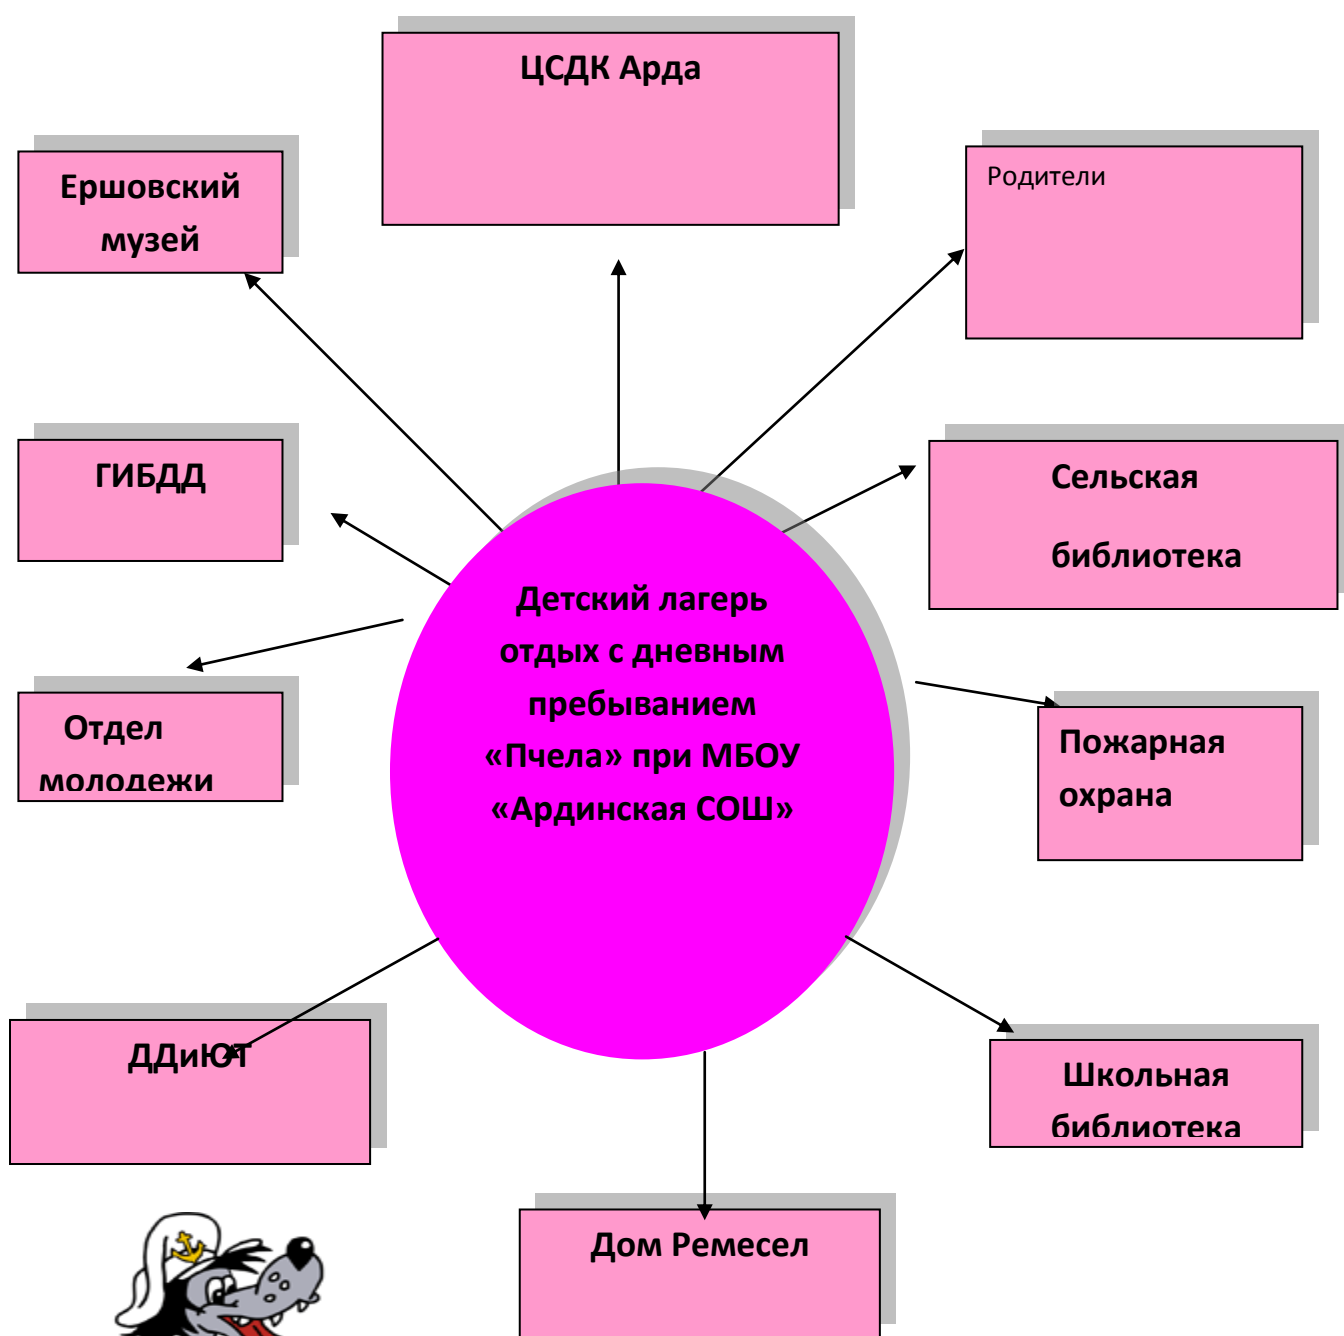 ЦСДК Арда
Ершовский
музей
Родители
ГИБДД
Сельская
библиотека
Детский лагерь
отдых с дневным
пребыванием
«Пчела» при МБОУ
«Ардинская СОШ»
Отдел
молодежи
Пожарная
охрана
ДДиЮТ
Школьная
библиотека
Дом Ремесел